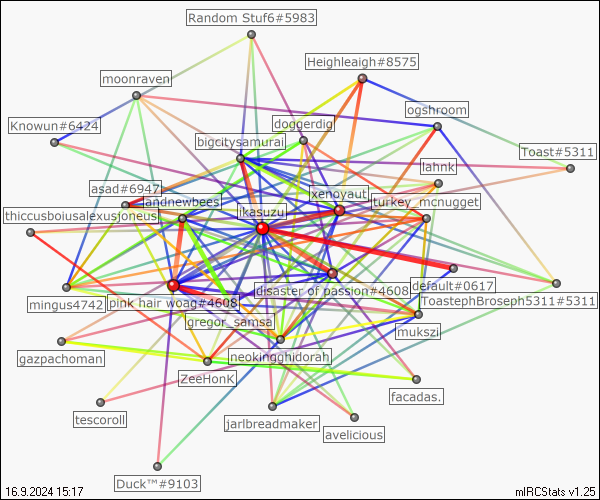 Random Stuf6#5983
Heighleaigh#8575
moonraven
ogshroom
Knowun#6424
doggerdig
bigcitysamurai
Toast#5311
lahnk
asad#6947
xenoyaut
landnewbees
turkey_mcnugget
jkasuzu
thiccusboiusalexusjoneus
default#0617
disaster of passion#4608
ToastephBroseph5311#5311
mingus4742
pink hair woag#4608
gregor_samsa
mukszi
neokingghidorah
gazpachoman
ZeeHonK
facadas.
tescoroll
jarlbreadmaker
avelicious
Duck™#9103
16.9.2024 15:17
mIRCStats v1.25